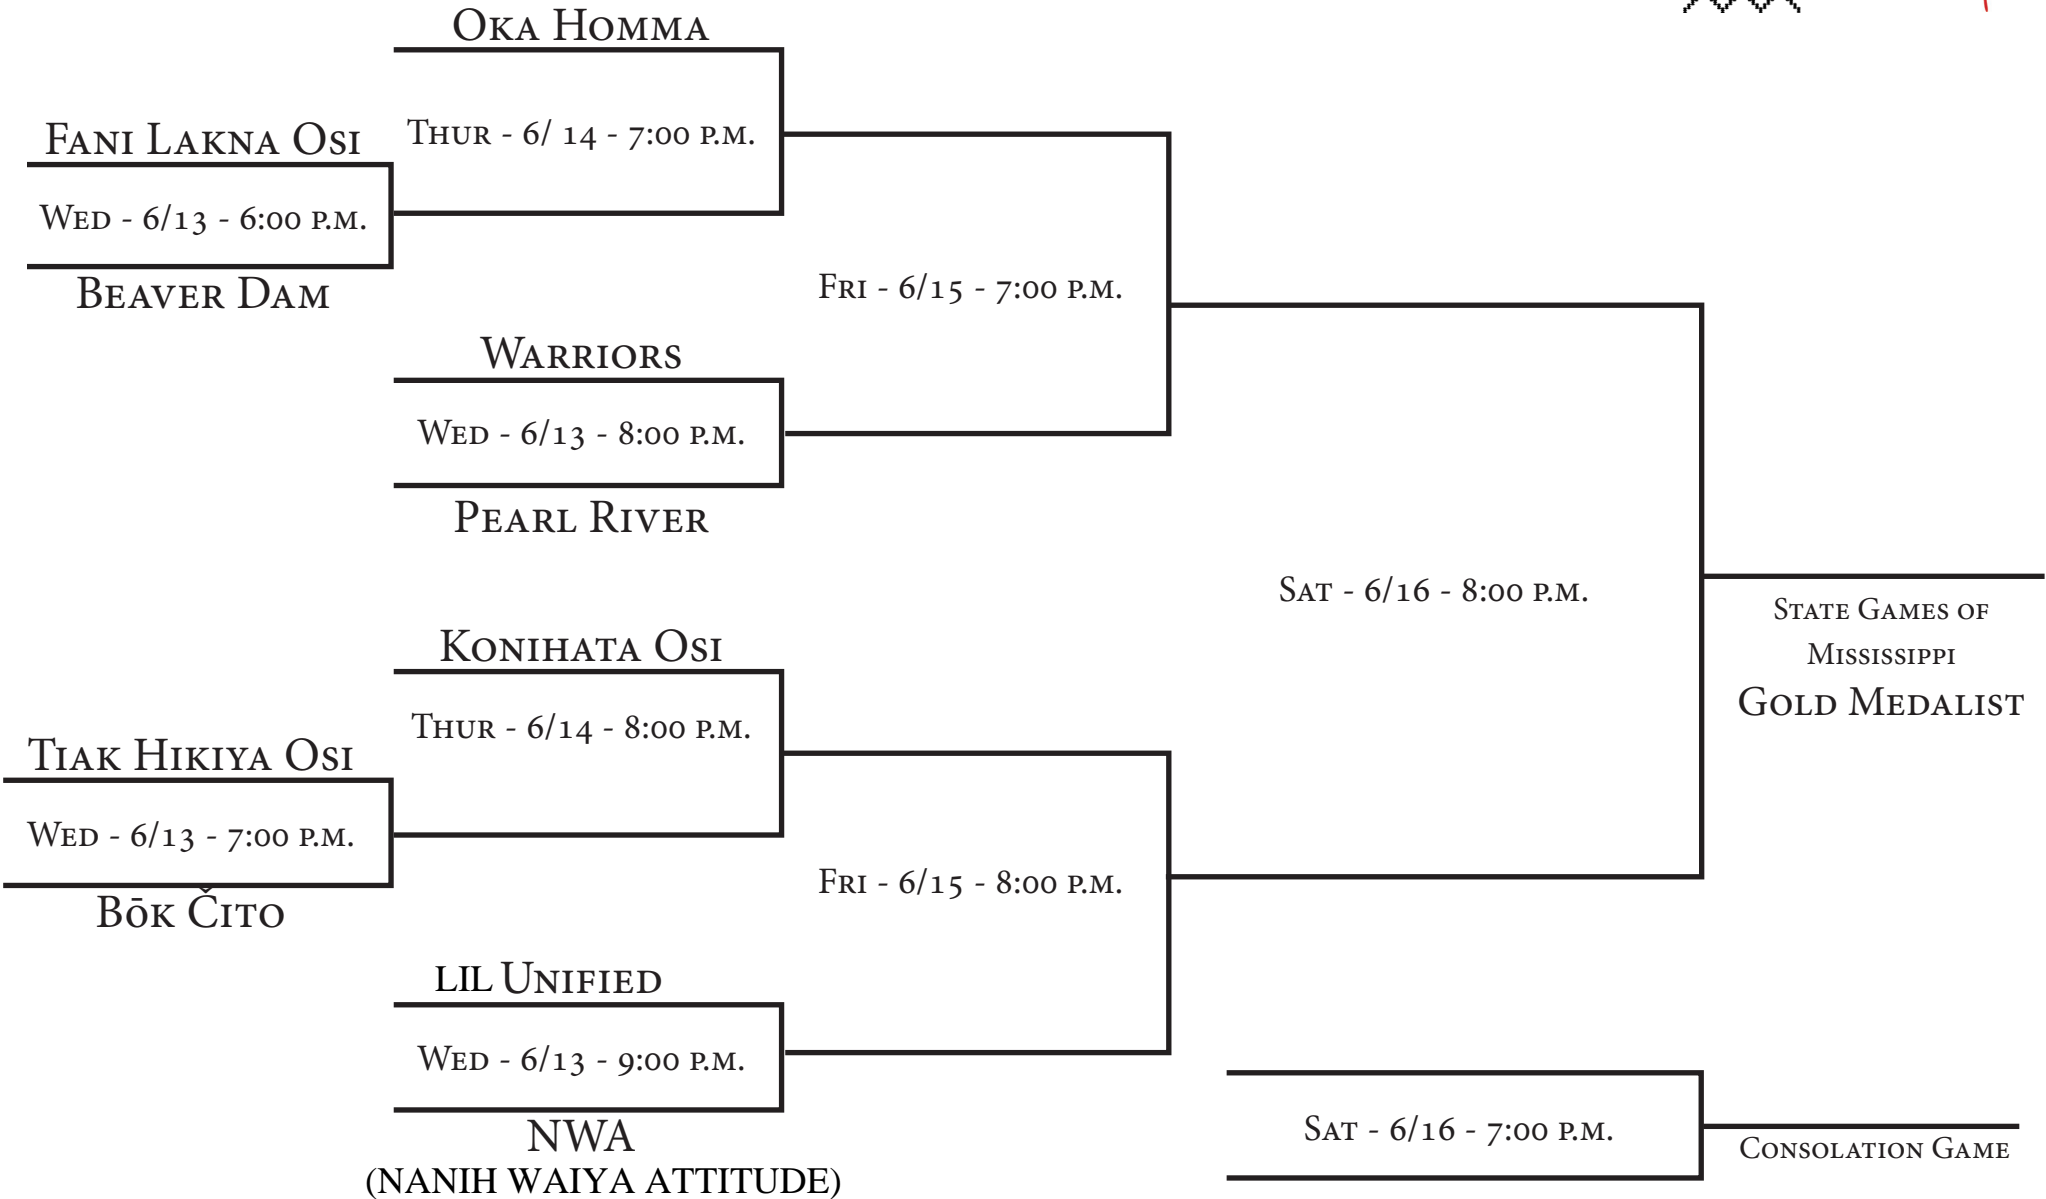 Oka Homma
Thur - 6/ 14 - 7:00 p.m.
Fani Lakna Osi
Wed - 6/13 - 6:00 p.m.
Beaver Dam
Fri - 6/15 - 7:00 p.m.
Warriors
Wed - 6/13 - 8:00 p.m.
Pearl River
Sat - 6/16 - 8:00 p.m.
State Games of
Mississippi
Gold Medalist
Konihata Osi
Thur - 6/14 - 8:00 p.m.
Tiak Hikiya Osi
Wed - 6/13 - 7:00 p.m.
Bōk Čito
Fri - 6/15 - 8:00 p.m.
LIL Unified
Wed - 6/13 - 9:00 p.m.
NWA
(NANIH WAIYA ATTITUDE)
Sat - 6/16 - 7:00 p.m.
Consolation Game